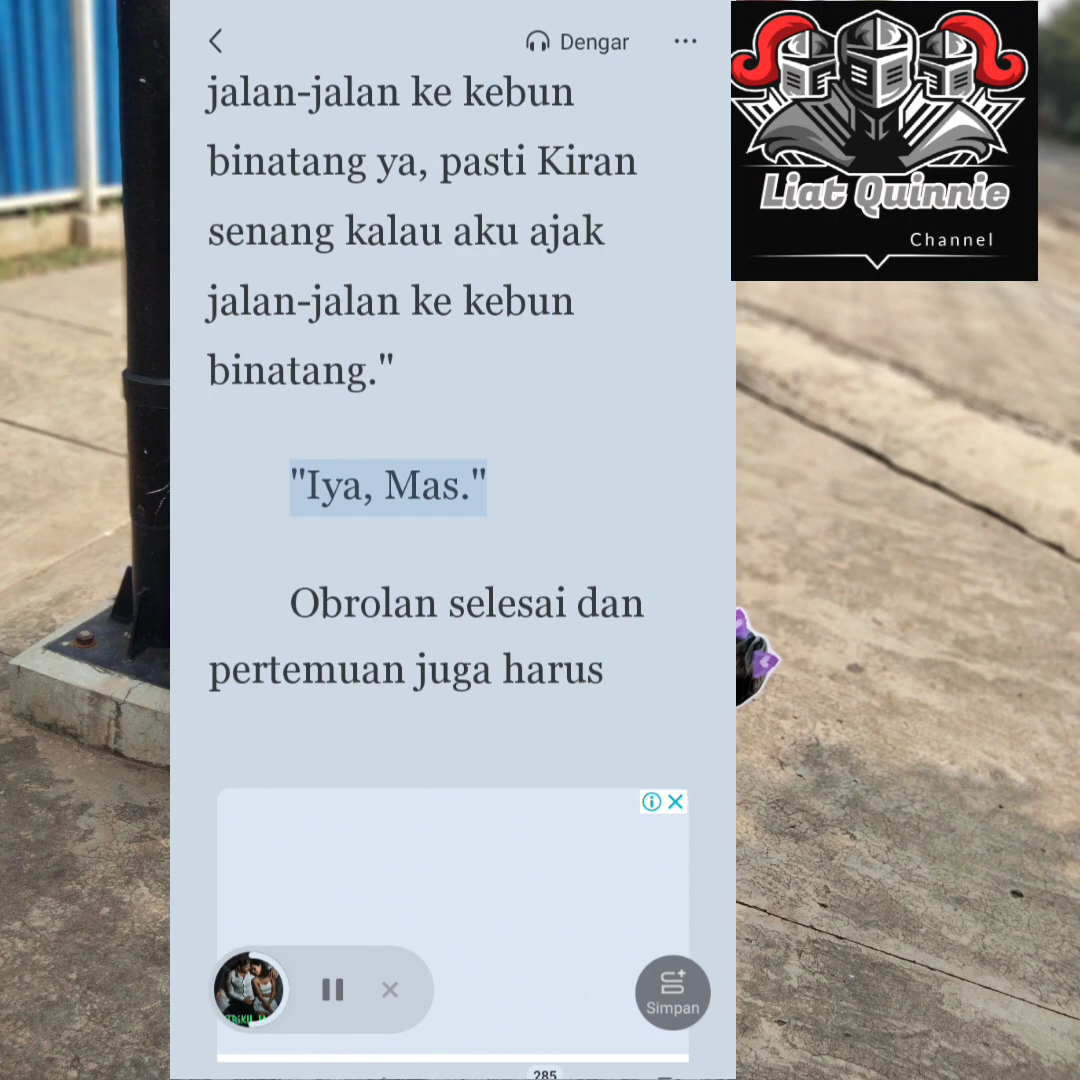 Dengar
jalan-jalan ke kebun
binatang ya, pasti Kiran
senang kalau aku ajak
jalan-jalan ke kebun
binatang."
"Iya, Mas."
Obrolan selesai dan
pertemuan juga harus
Simpan
285
Liat Quinnie
Channel